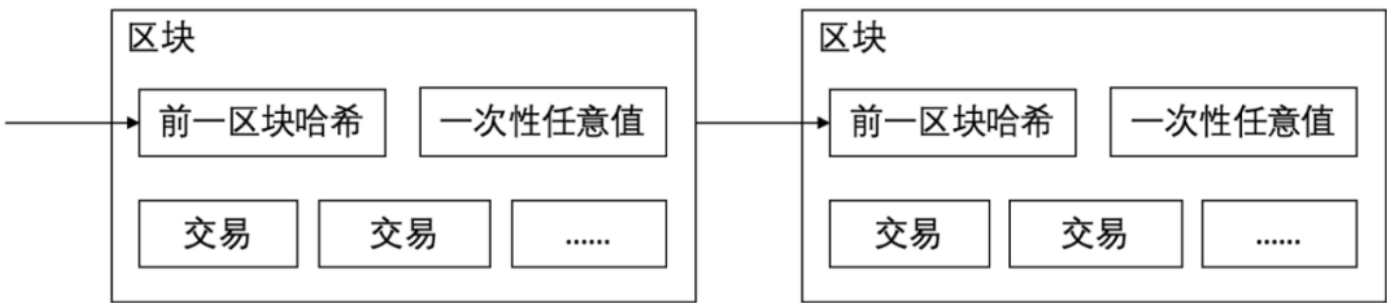 区块 区块
前一区块哈希 一次性任意值 前一区块哈希 一次性任意值
交易 交易 ...... 交易 交易 ......